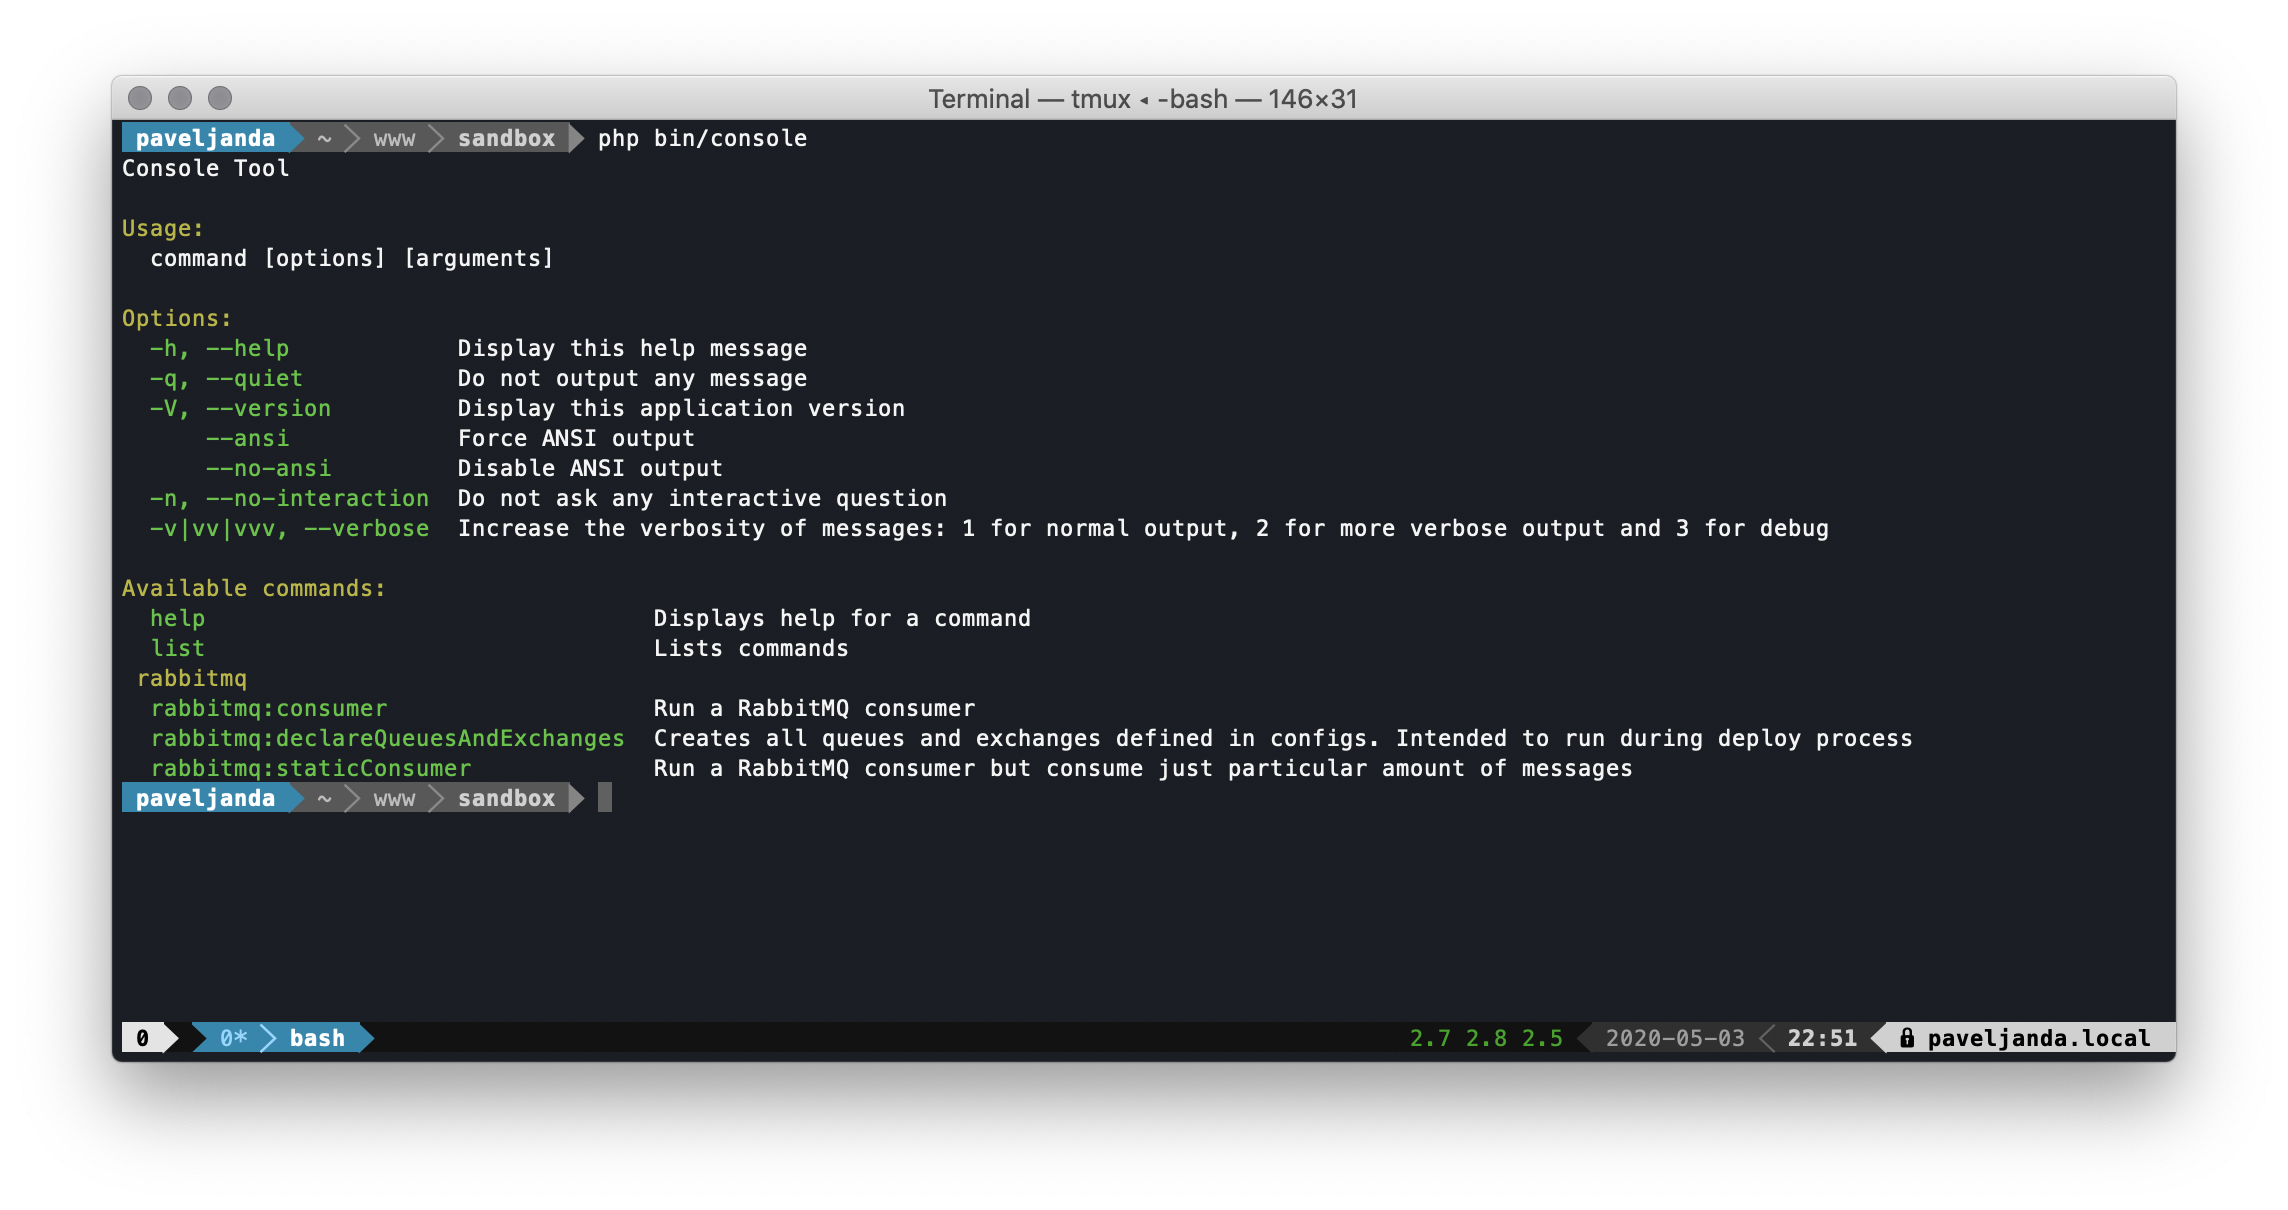 Terminal — tmux ◂ -bash — 146×31
paveljanda ~ www sandbox php bin/console
Console Tool
Usage:
  command [options] [arguments]
Options:
  -h, --help            Display this help message
  -q, --quiet           Do not output any message
  -V, --version         Display this application version
      --ansi            Force ANSI output
      --no-ansi         Disable ANSI output
  -n, --no-interaction  Do not ask any interactive question
  -v|vv|vvv, --verbose  Increase the verbosity of messages: 1 for normal output, 2 for more verbose output and 3 for debug
Available commands:
  help                                Displays help for a command
  list                                Lists commands
 rabbitmq
  rabbitmq:consumer                   Run a RabbitMQ consumer
  rabbitmq:declareQueuesAndExchanges  Creates all queues and exchanges defined in configs. Intended to run during deploy process
  rabbitmq:staticConsumer             Run a RabbitMQ consumer but consume just particular amount of messages
paveljanda ~ www sandbox
0 0* bash 2.7 2.8 2.5 2020-05-03 22:51 paveljanda.local